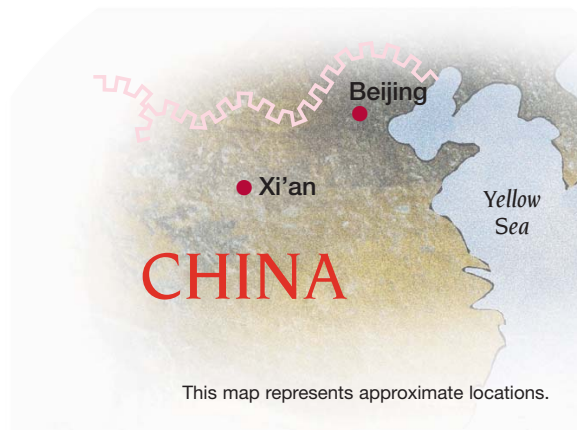 Beijing
Xi’an
Yellow
Sea
CHINA
This map represents approximate locations.